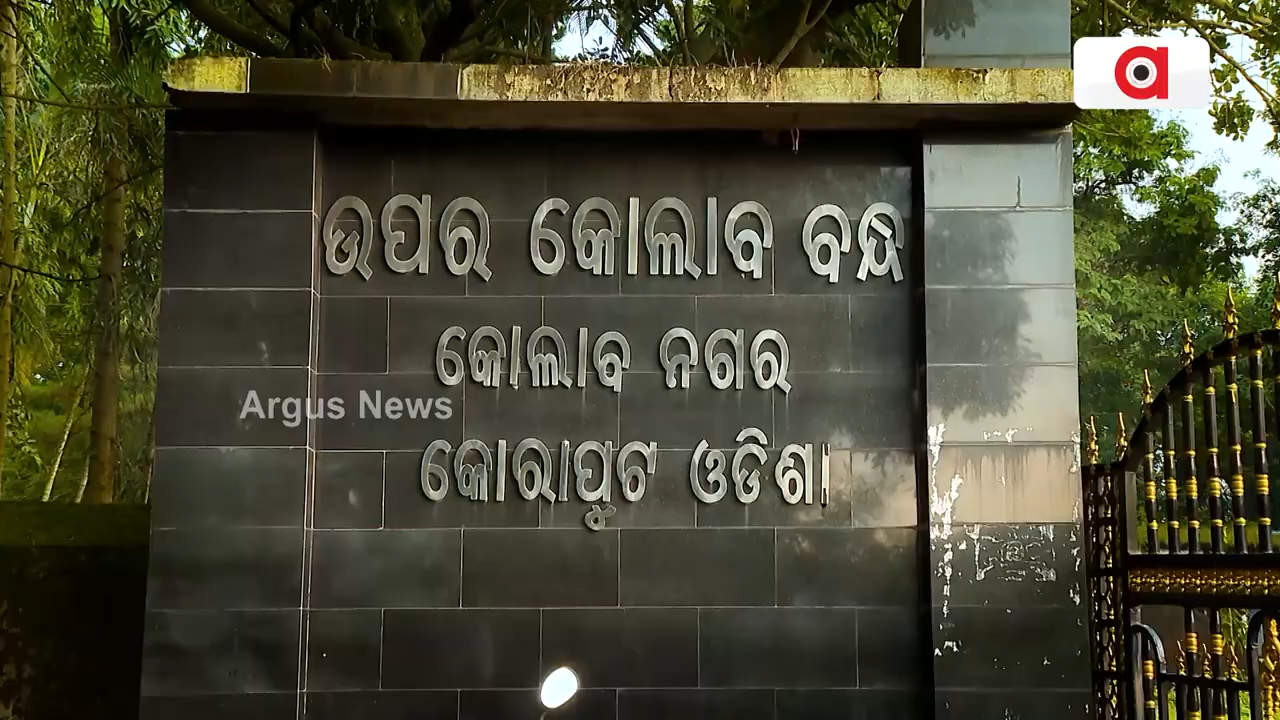 ଉପର କୋଲାବ ବନ୍ଧ
କୋଲାବ ନଗର
Argus News
କୋରାପୁଟ ଓଡିଶା